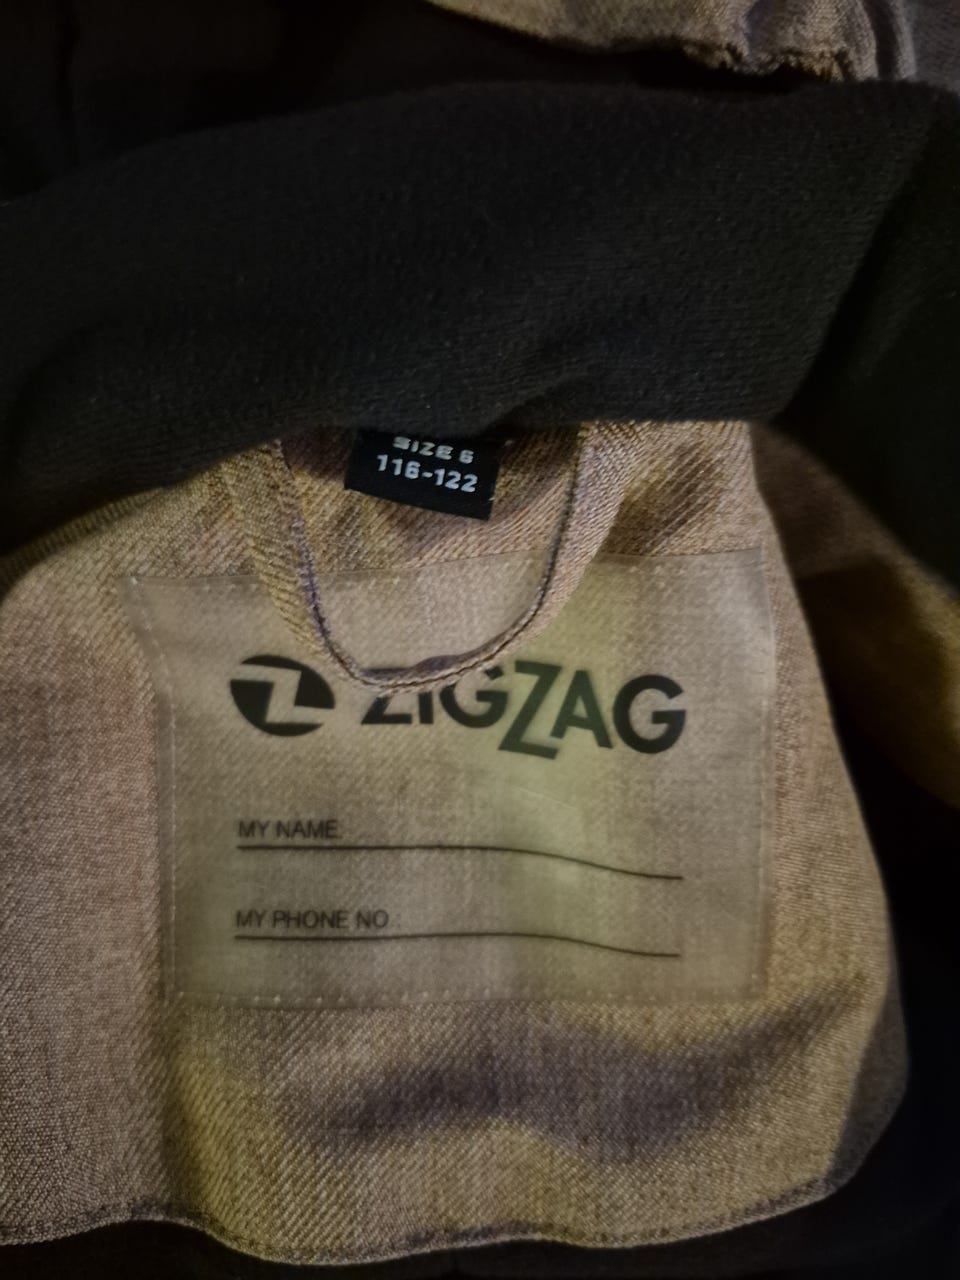 SIZE 6
116-122
ZIGZAG
MY NAME:
MY PHONE NO.: